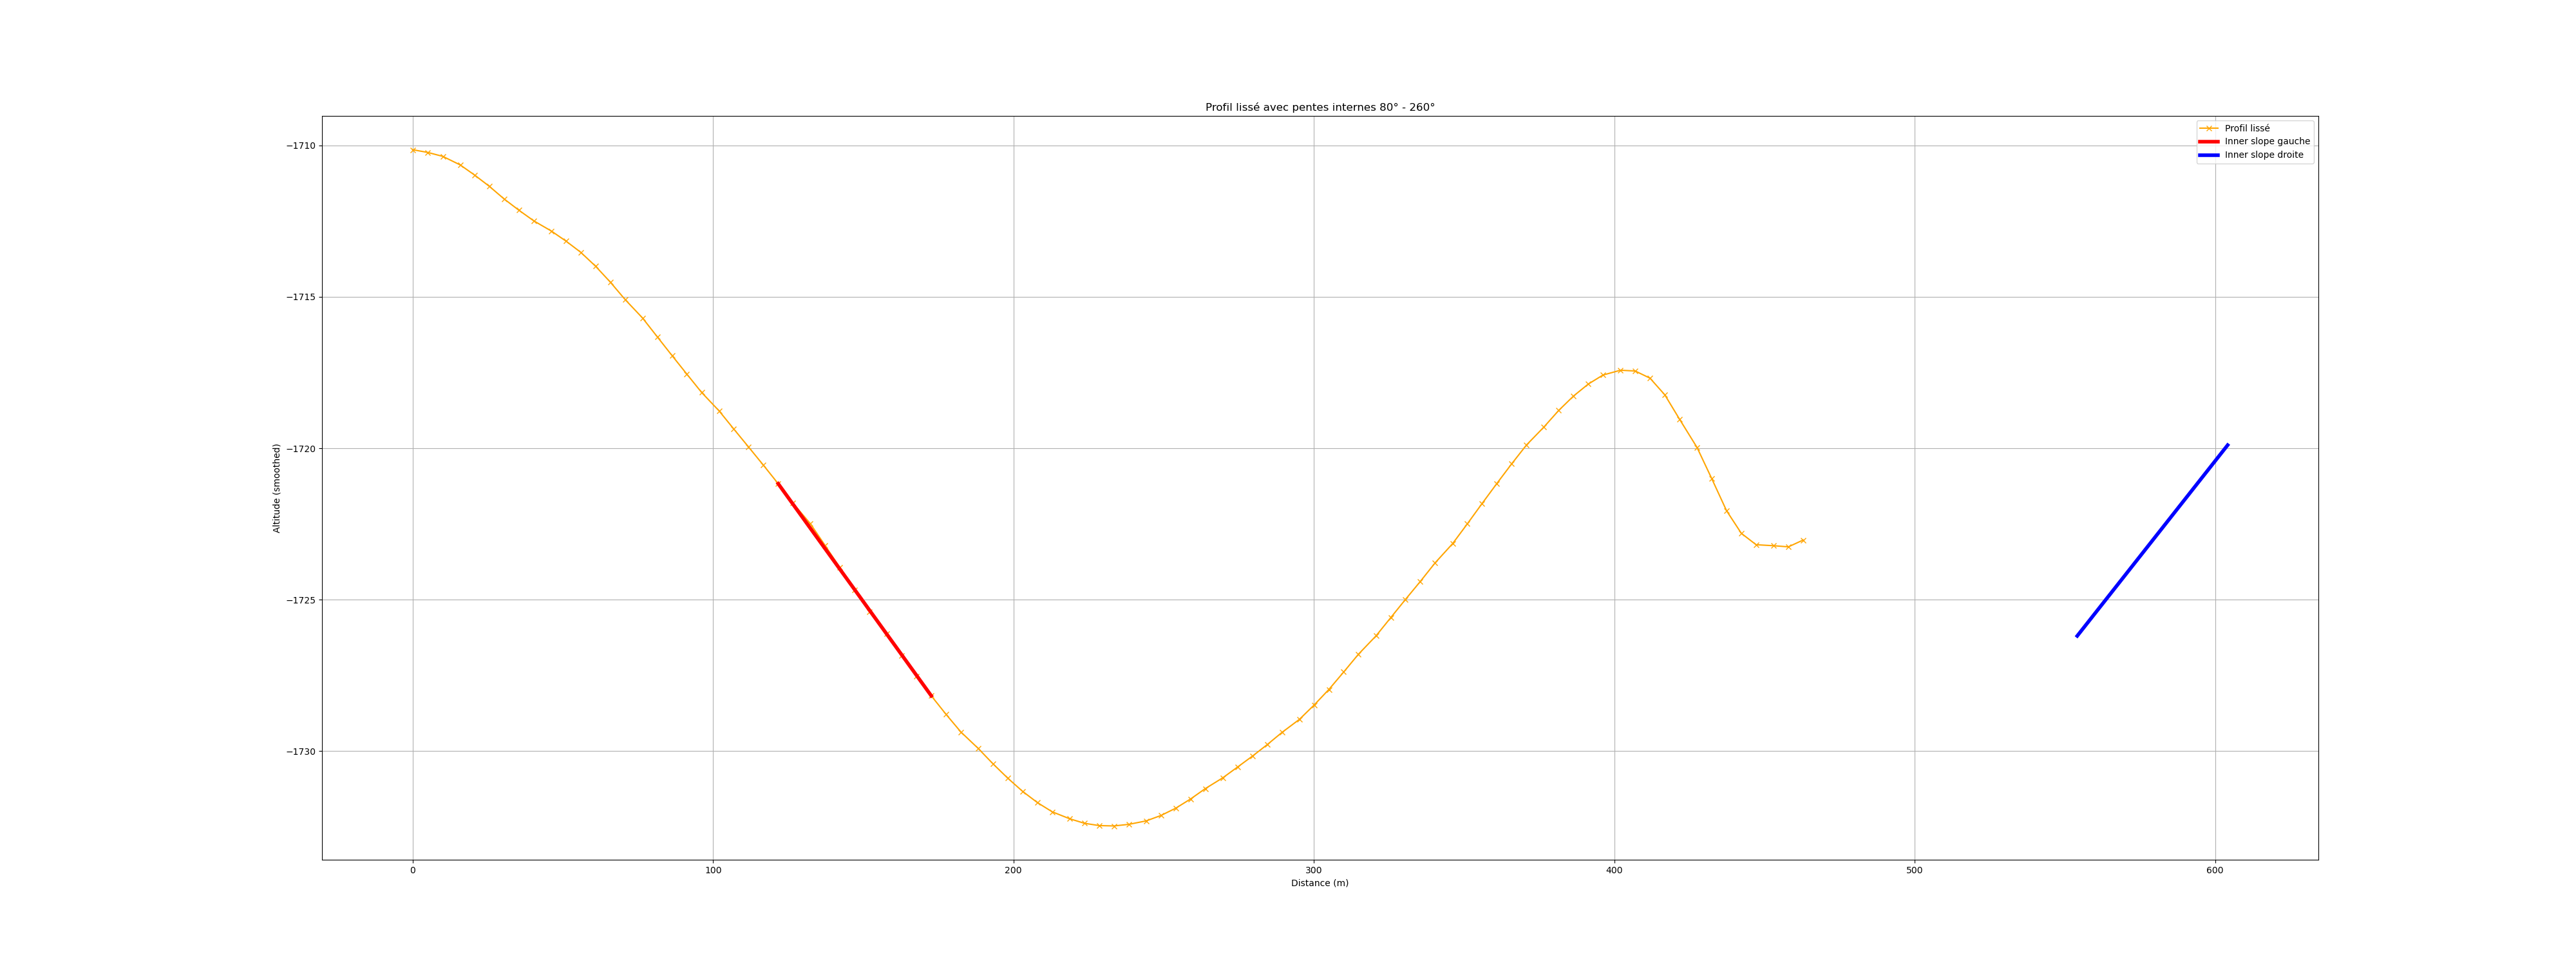 Profil lissé avec pentes internes 80° - 260°
Profil lissé
Inner slope gauche
Inner slope droite
Altitude (smoothed)
−1710
−1715
−1720
−1725
−1730
0
100
200
300
400
500
600
Distance (m)